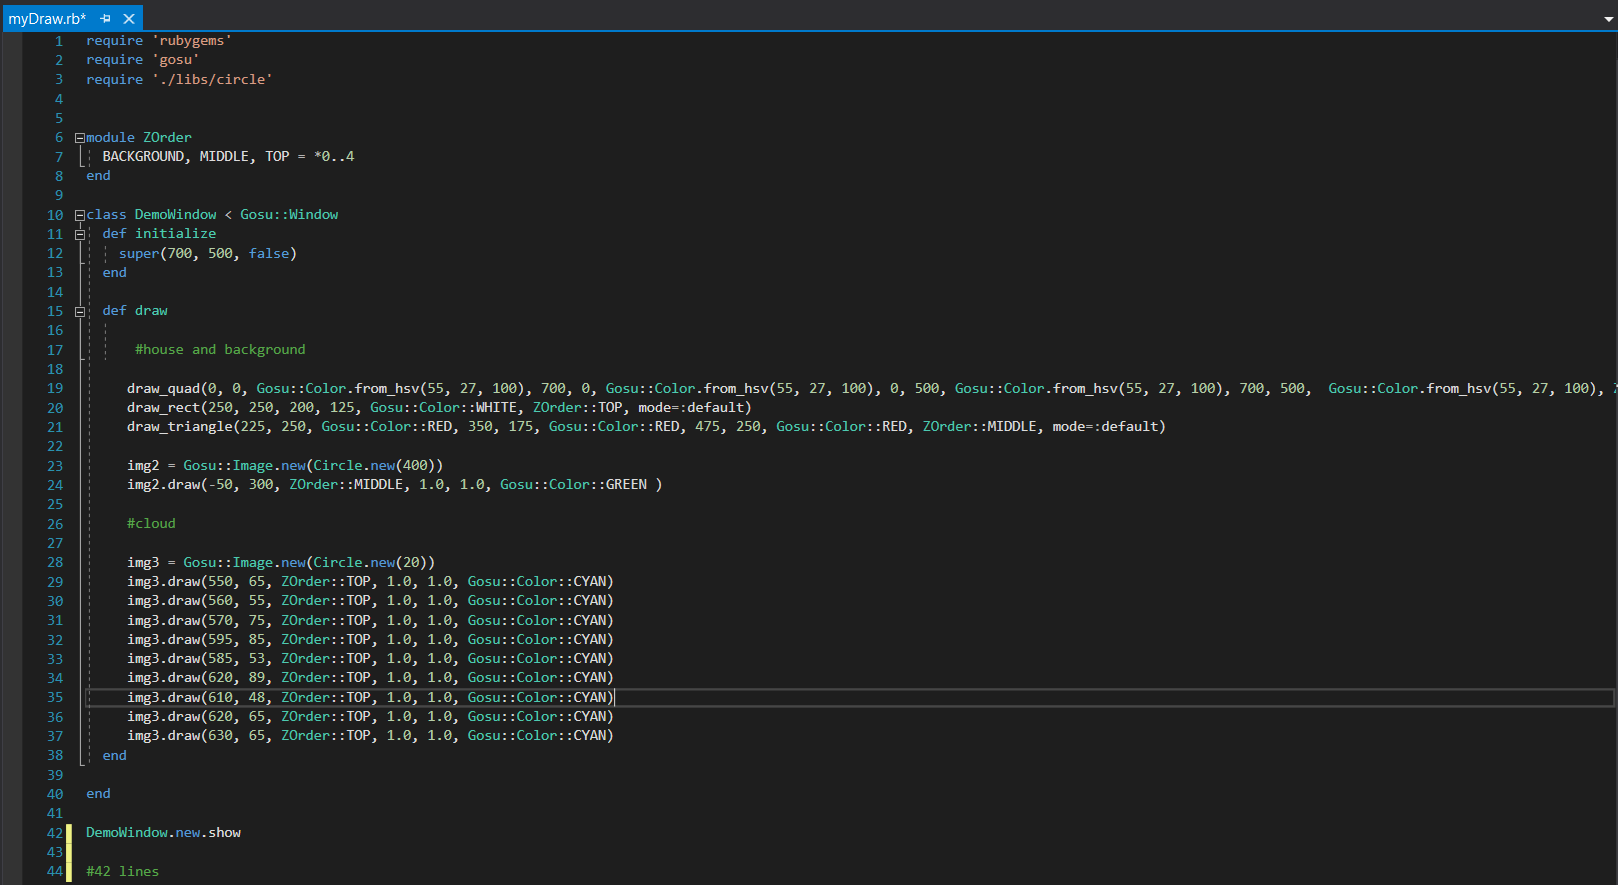 myDraw.rb*
1 require 'rubygems'
2 require 'gosu'
3 require './libs/circle'
4
5
6 module ZOrder
7 BACKGROUND, MIDDLE, TOP = *0..4
8 end
9
10 class DemoWindow < Gosu::Window
11 def initialize
12 super(700, 500, false)
13 end
14
15 def draw
16
17 #house and background
18
19 draw_quad(0, 0, Gosu::Color.from_hsv(55, 27, 100), 700, 0, Gosu::Color.from_hsv(55, 27, 100), 0, 500, Gosu::Color.from_hsv(55, 27, 100), 700, 500,  Gosu::Color.from_hsv(55, 27, 100),
20 draw_rect(250, 250, 200, 125, Gosu::Color::WHITE, ZOrder::TOP, mode=:default)
21 draw_triangle(225, 250, Gosu::Color::RED, 350, 175, Gosu::Color::RED, 475, 250, Gosu::Color::RED, ZOrder::MIDDLE, mode=:default)
22
23 img2 = Gosu::Image.new(Circle.new(400))
24 img2.draw(-50, 300, ZOrder::MIDDLE, 1.0, 1.0, Gosu::Color::GREEN )
25
26 #cloud
27
28 img3 = Gosu::Image.new(Circle.new(20))
29 img3.draw(550, 65, ZOrder::TOP, 1.0, 1.0, Gosu::Color::CYAN)
30 img3.draw(560, 55, ZOrder::TOP, 1.0, 1.0, Gosu::Color::CYAN)
31 img3.draw(570, 75, ZOrder::TOP, 1.0, 1.0, Gosu::Color::CYAN)
32 img3.draw(595, 85, ZOrder::TOP, 1.0, 1.0, Gosu::Color::CYAN)
33 img3.draw(585, 53, ZOrder::TOP, 1.0, 1.0, Gosu::Color::CYAN)
34 img3.draw(620, 89, ZOrder::TOP, 1.0, 1.0, Gosu::Color::CYAN)
35 img3.draw(610, 48, ZOrder::TOP, 1.0, 1.0, Gosu::Color::CYAN)
36 img3.draw(620, 65, ZOrder::TOP, 1.0, 1.0, Gosu::Color::CYAN)
37 img3.draw(630, 65, ZOrder::TOP, 1.0, 1.0, Gosu::Color::CYAN)
38 end
39
40 end
41
42 DemoWindow.new.show
43
44 #42 lines